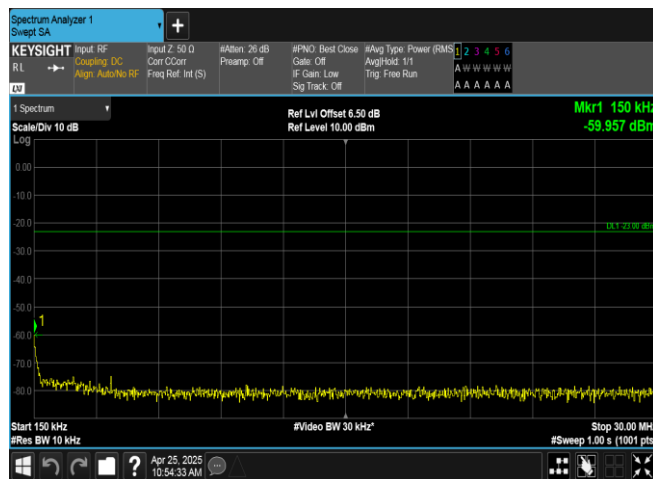 Spectrum Analyzer 1
Swept SA
+
KEYSIGHT
RL
LXI
Input: RF
Coupling: DC
Align: Auto/No RF
Input Z: 50 Ω
Corr CCorr
Freq Ref: Int (S)
#Atten: 26 dB
Preamp: Off
#PNO: Best Close
Gate: Off
IF Gain: Low
Sig Track: Off
#Avg Type: Power (RMS
Avg|Hold: 1/1
Trig: Free Run
1 2 3 4 5 6
A W W W W W
A A A A A A
1 Spectrum
Scale/Div 10 dB
Ref Lvl Offset 6.50 dB
Ref Level 10.00 dBm
Mkr1 150 kHz
-59.957 dBm
Log
0.00
-10.0
-20.0
DL1 -23.00 dBm
-30.0
-40.0
-50.0
1
-60.0
-70.0
-80.0
Start 150 kHz
#Video BW 30 kHz*
Stop 30.00 MHz
#Res BW 10 kHz
#Sweep 1.00 s (1001 pts
?
Apr 25, 2025
10:54:33 AM